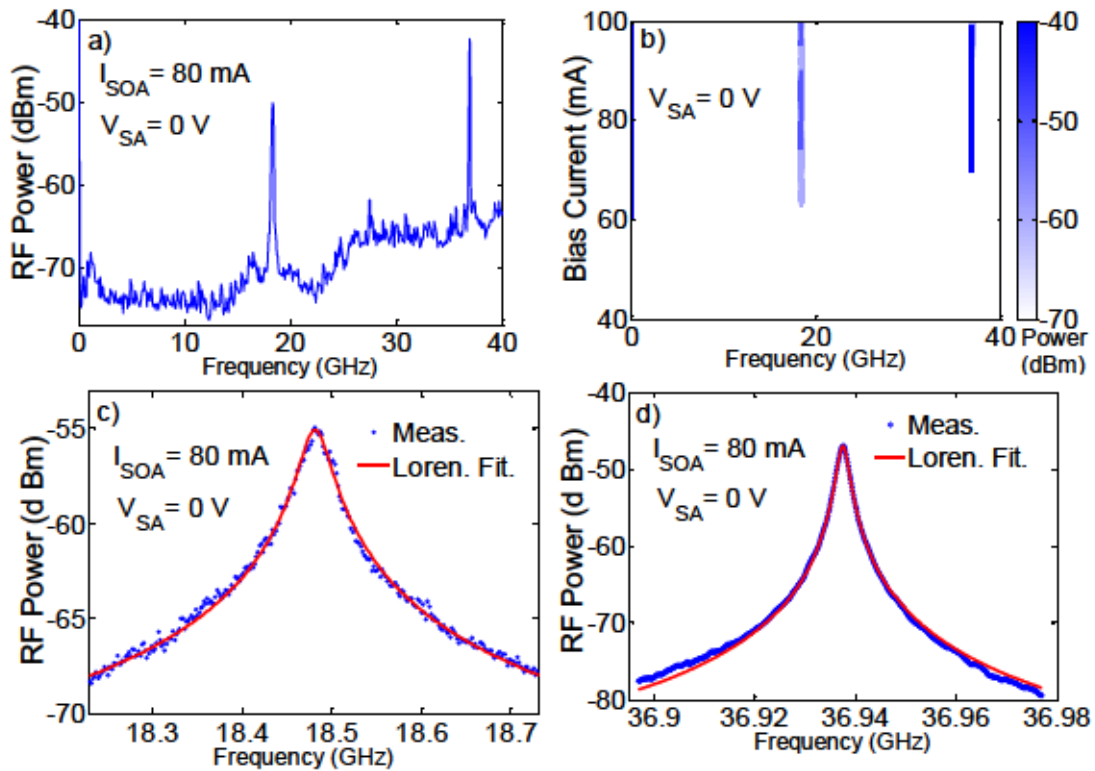 a)
I_SOA = 80 mA
V_SA = 0 V
RF Power (dBm)
-40
-50
-60
-70
0 10 20 30 40
Frequency (GHz)
b)
V_SA = 0 V
Bias Current (mA)
100
80
60
40
0 20 40
Frequency (GHz)
-40
-50
-60
-70
Power
(dBm)
c)
I_SOA = 80 mA
V_SA = 0 V
Meas.
Loren. Fit.
RF Power (d Bm)
-55
-60
-65
-70
18.3 18.4 18.5 18.6 18.7
Frequency (GHz)
d)
I_SOA = 80 mA
V_SA = 0 V
Meas.
Loren. Fit.
RF Power (d Bm)
-40
-50
-60
-70
-80
36.9 36.92 36.94 36.96 36.98
Frequency (GHz)